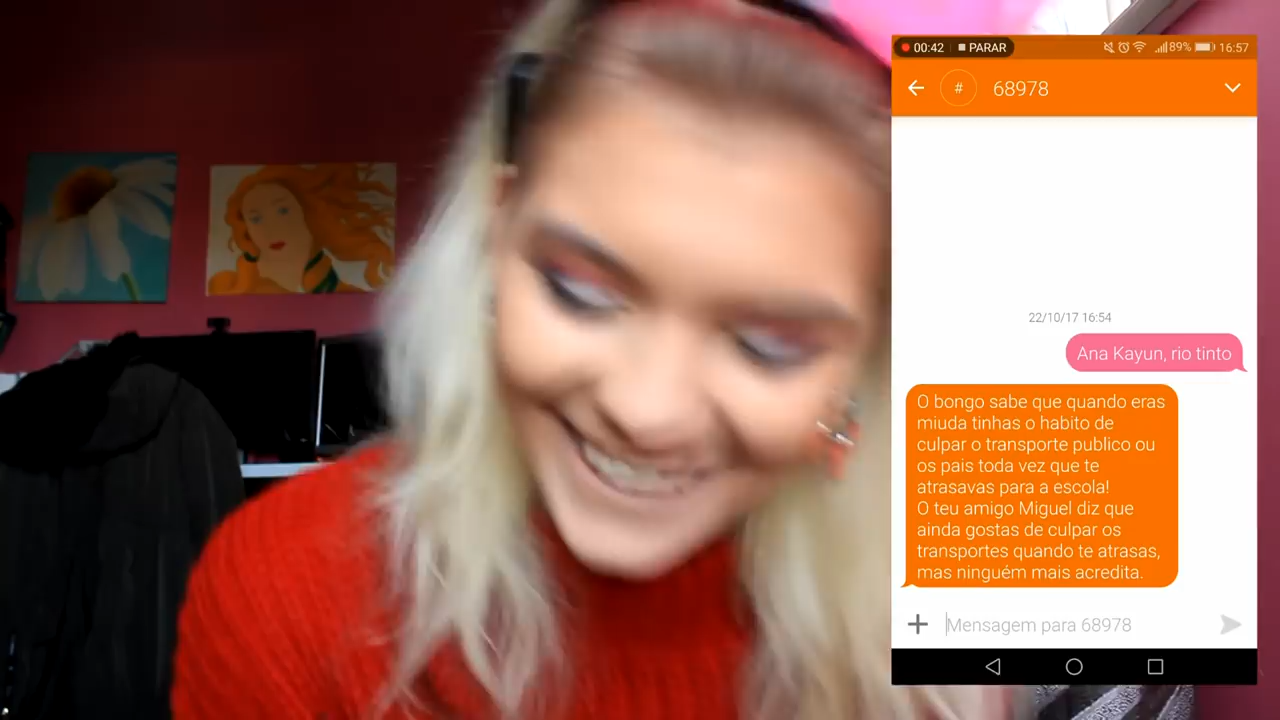 00:42 PARAR 89% 16:57
# 68978
22/10/17 16:54
Ana Kayun, rio tinto
O bongo sabe que quando eras
miuda tinhas o habito de
culpar o transporte publico ou
os pais toda vez que te
atrasavas para a escola!
O teu amigo Miguel diz que
ainda gostas de culpar os
transportes quando te atrasas,
mas ninguém mais acredita.
Mensagem para 68978